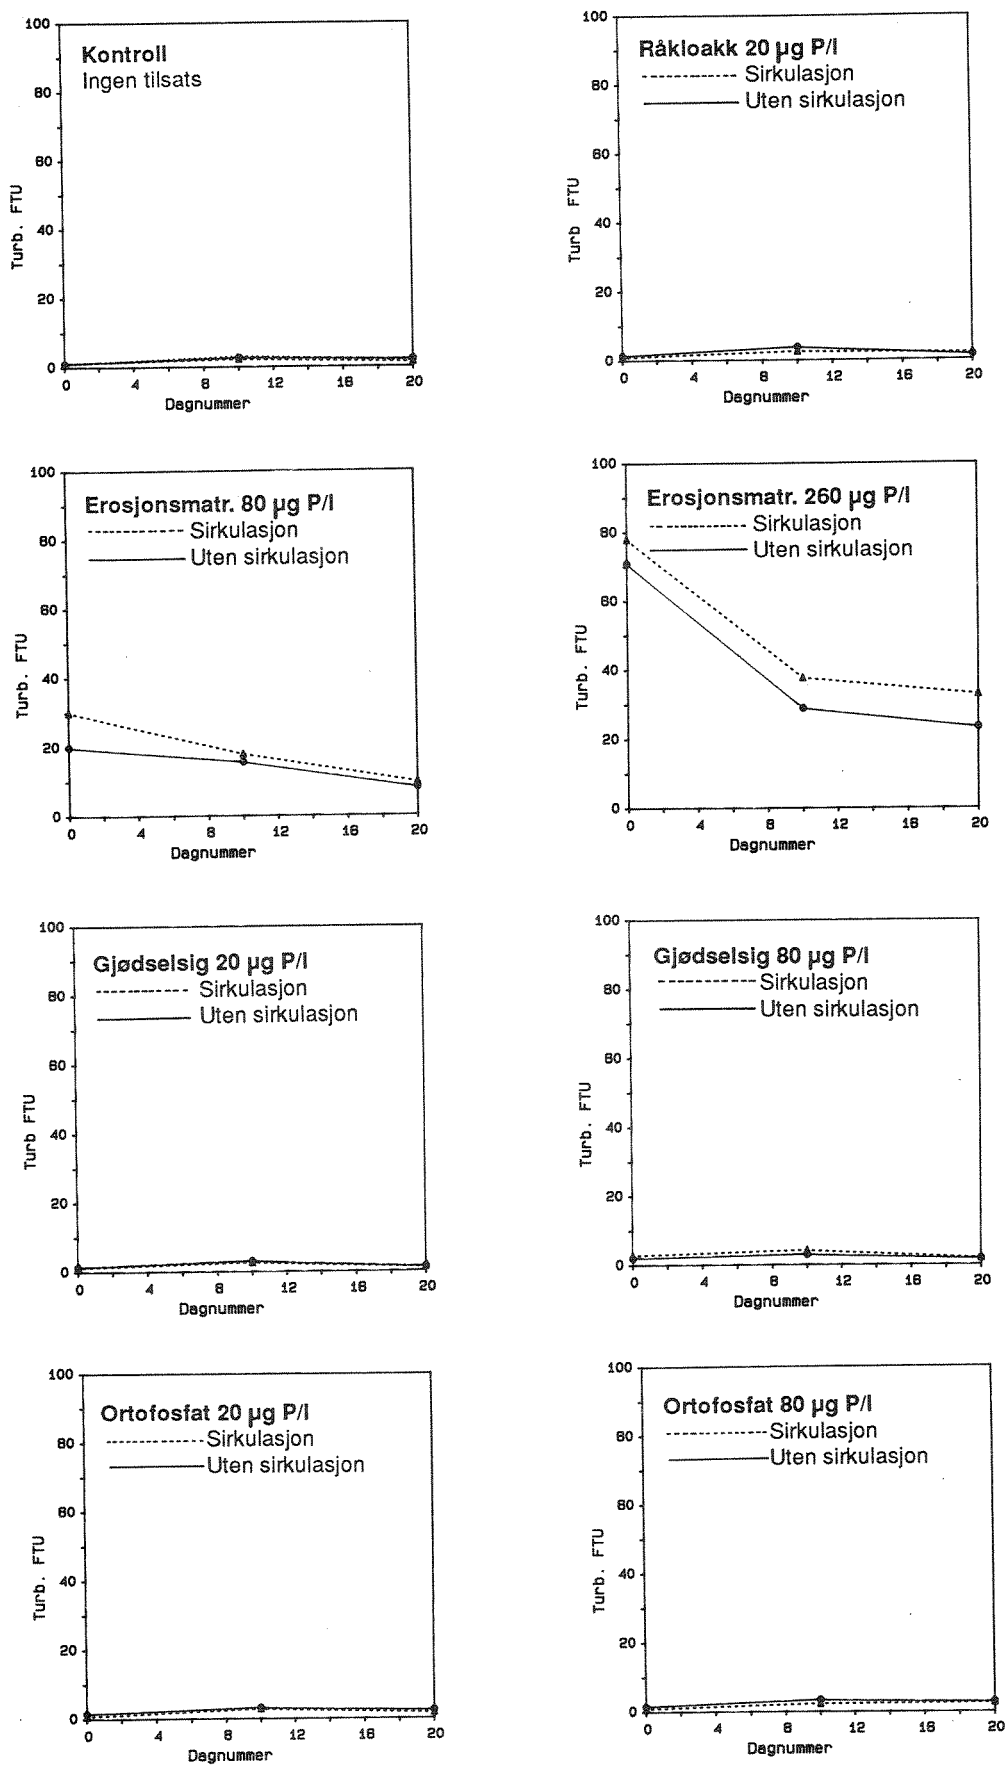 Kontroll
Ingen tilsats
100
80
60
40
20
0
Turb. FTU
0 4 8 12 16 20
Dagnummer
Råkloakk 20 µg P/l
Sirkulasjon
Uten sirkulasjon
100
80
60
40
20
0
Turb FTU
0 4 8 12 16 20
Dagnummer
Erosjonsmatr. 80 µg P/l
Sirkulasjon
Uten sirkulasjon
100
80
60
40
20
0
Turb. FTU
0 4 8 12 16 20
Dagnummer
Erosjonsmatr. 260 µg P/l
Sirkulasjon
Uten sirkulasjon
100
80
60
40
20
0
Turb. FTU
0 4 8 12 16 20
Dagnummer
Gjødselsig 20 µg P/l
Sirkulasjon
Uten sirkulasjon
100
80
60
40
20
0
Turb FTU
0 4 8 12 16 20
Dagnummer
Gjødselsig 80 µg P/l
Sirkulasjon
Uten sirkulasjon
100
80
60
40
20
0
Turb. FTU
0 4 8 12 16 20
Dagnummer
Ortofosfat 20 µg P/l
Sirkulasjon
Uten sirkulasjon
100
80
60
40
20
0
Turb. FTU
0 4 8 12 16 20
Dagnummer
Ortofosfat 80 µg P/l
Sirkulasjon
Uten sirkulasjon
100
80
60
40
20
0
Turb. FTU
0 4 8 12 16 20
Dagnummer